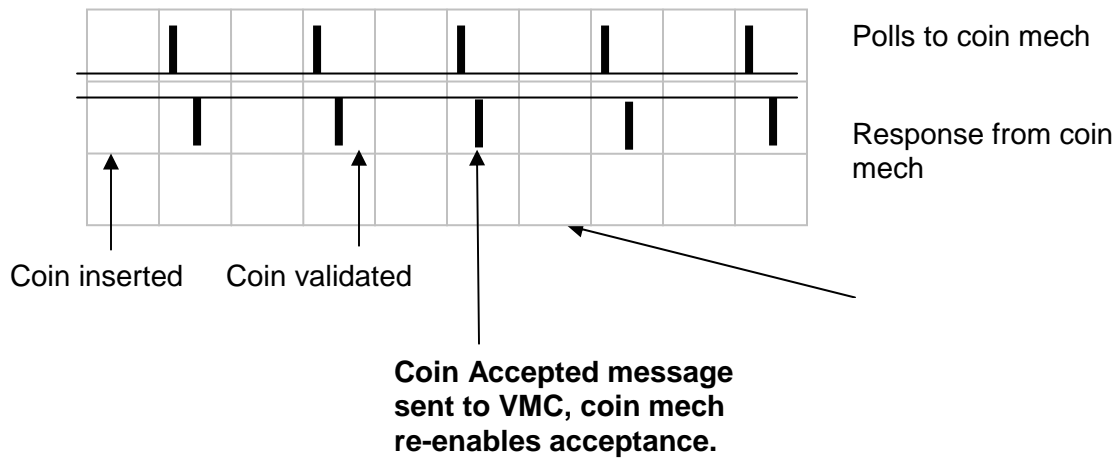 Polls to coin mech
Response from coin
mech
Coin inserted
Coin validated
Coin Accepted message
sent to VMC, coin mech
re-enables acceptance.